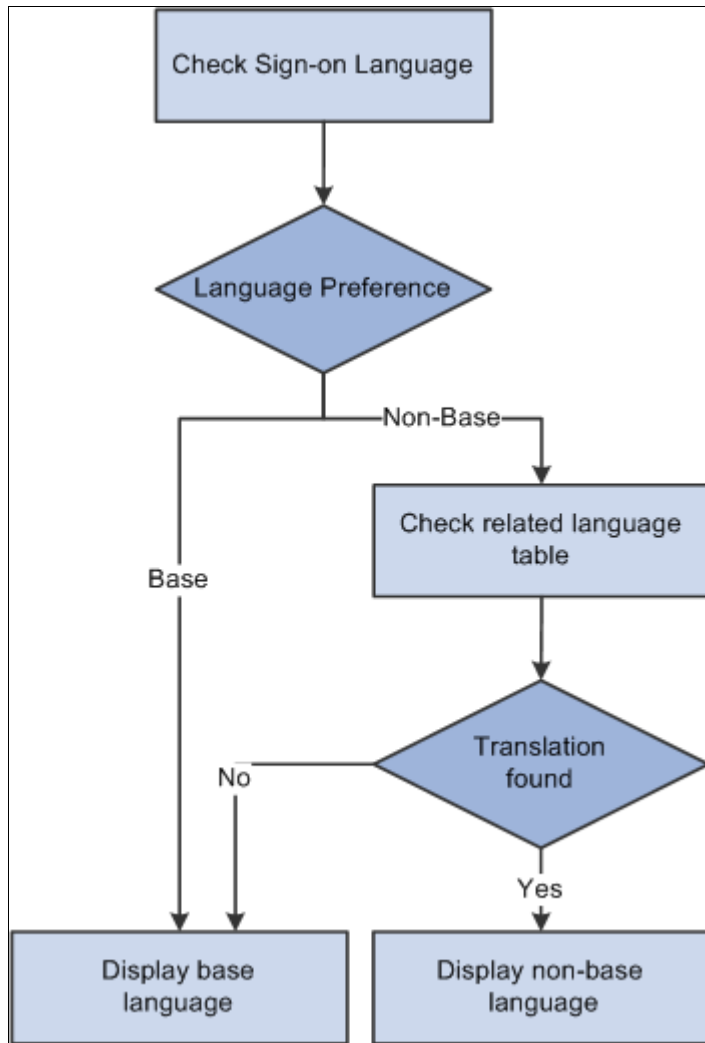 Check Sign-on Language
Language Preference
Non-Base
Check related language
table
Base
Translation
found
No
Yes
Display base
language
Display non-base
language